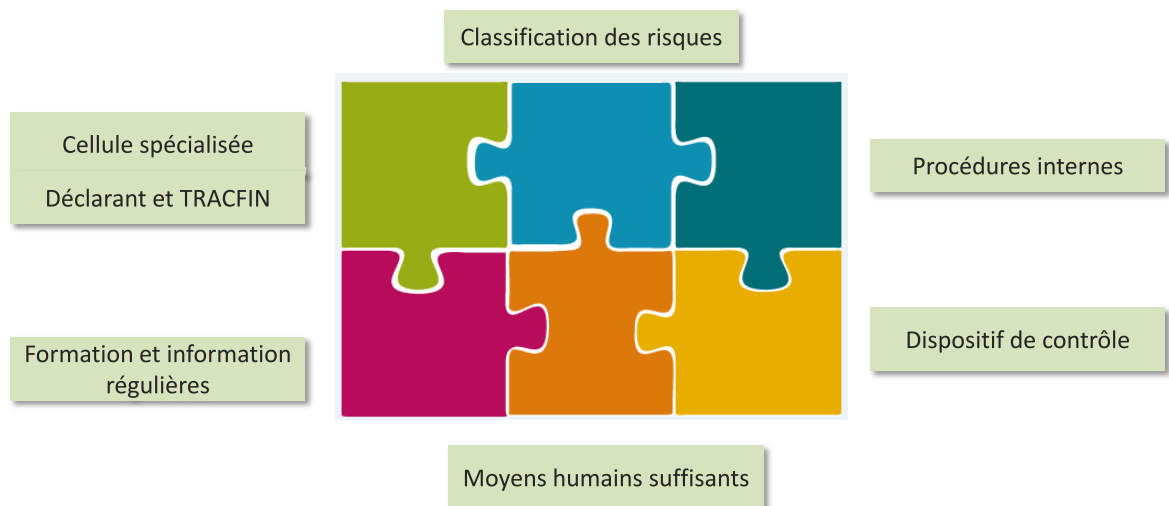 Classification des risques
Cellule spécialisée
Déclarant et TRACFIN
Procédures internes
Formation et information
régulières
Dispositif de contrôle
Moyens humains suffisants